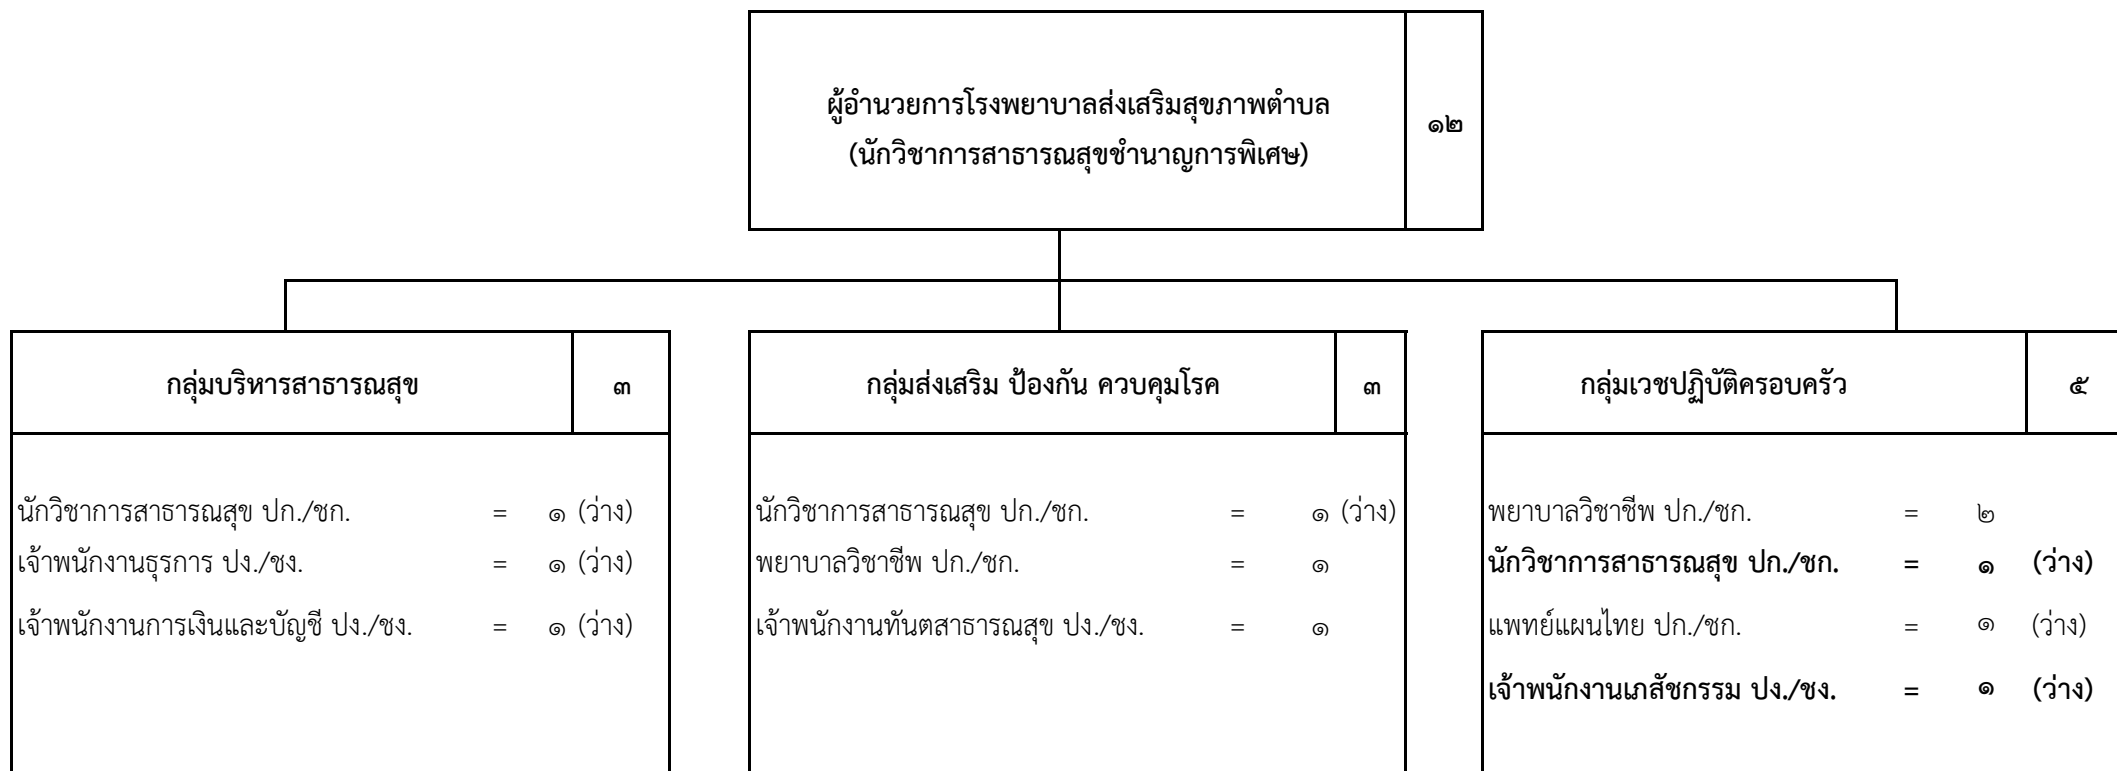 ผู้อำนวยการโรงพยาบาลส่งเสริมสุขภาพตำบล
(นักวิชาการสาธารณสุขชำนาญการพิเศษ)
๑๒
กลุ่มบริหารสาธารณสุข ๓
นักวิชาการสาธารณสุข ปก./ชก. = ๑ (ว่าง)
เจ้าพนักงานธุรการ ปง./ชง. = ๑ (ว่าง)
เจ้าพนักงานการเงินและบัญชี ปง./ชง. = ๑ (ว่าง)
กลุ่มส่งเสริม ป้องกัน ควบคุมโรค ๓
นักวิชาการสาธารณสุข ปก./ชก. = ๑ (ว่าง)
พยาบาลวิชาชีพ ปก./ชก. = ๑
เจ้าพนักงานทันตสาธารณสุข ปง./ชง. = ๑
กลุ่มเวชปฏิบัติครอบครัว ๕
พยาบาลวิชาชีพ ปก./ชก. = ๒
นักวิชาการสาธารณสุข ปก./ชก. = ๑ (ว่าง)
แพทย์แผนไทย ปก./ชก. = ๑ (ว่าง)
เจ้าพนักงานเภสัชกรรม ปง./ชง. = ๑ (ว่าง)